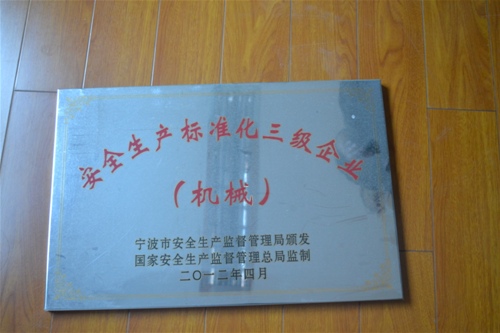 安全生产标准化三级企业
（机械）
宁波市安全生产监督管理局颁发
国家安全生产监督管理总局监制
二〇一二年四月